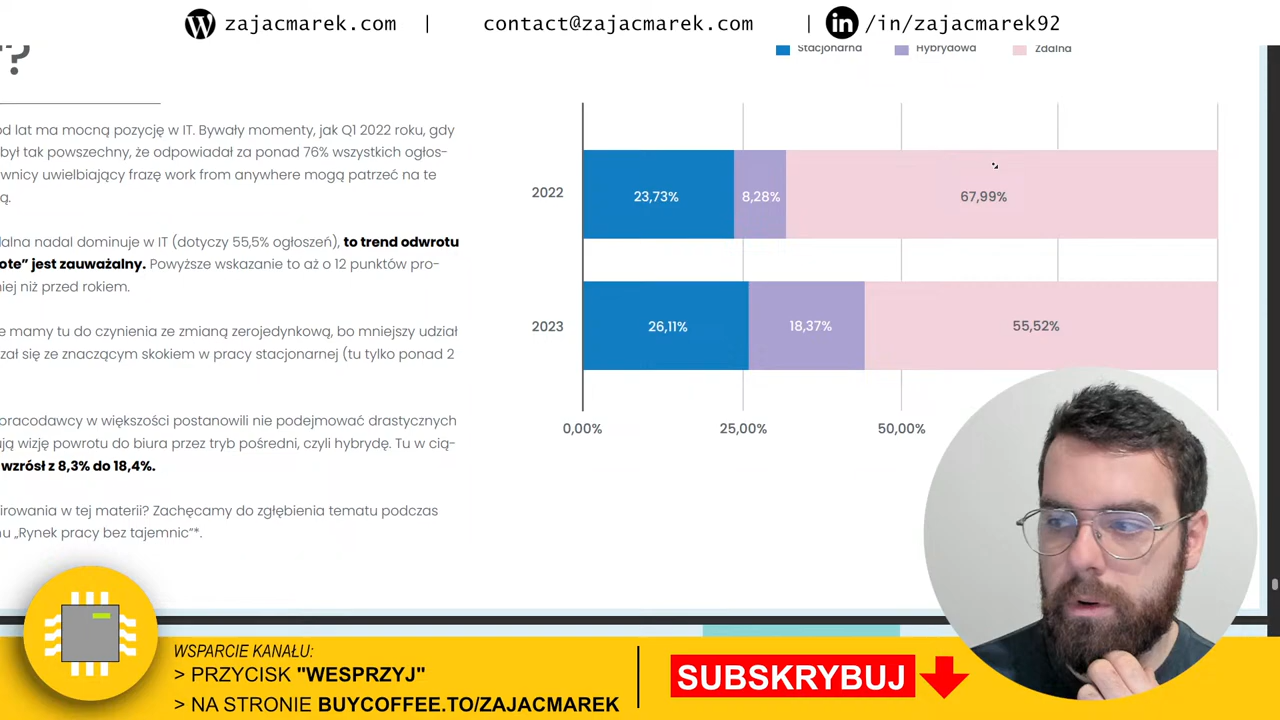 zajacmarek.com | contact@zajacmarek.com | /in/zajacmarek92
?
Stacjonarna Hybrydowa Zdalna
od lat ma mocną pozycję w IT. Bywały momenty, jak Q1 2022 roku, gdy
był tak powszechny, że odpowiadał za ponad 76% wszystkich ogłos-
wnicy uwielbiający frazę work from anywhere mogą patrzeć na te
ą.
dalna nadal dominuje w IT (dotyczy 55,5% ogłoszeń), to trend odwrotu
ote” jest zauważalny. Powyższe wskazanie to aż o 12 punktów pro-
niej niż przed rokiem.
e mamy tu do czynienia ze zmianą zerojedynkową, bo mniejszy udział
zał się ze znaczącym skokiem w pracy stacjonarnej (tu tylko ponad 2
pracodawcy w większości postanowili nie podejmować drastycznych
ują wizję powrotu do biura przez tryb pośredni, czyli hybrydę. Tu w cią-
wzrósł z 8,3% do 18,4%.
irowania w tej materii? Zachęcamy do zgłębienia tematu podczas
mu „Rynek pracy bez tajemnic”*.
2022 23,73% 8,28% 67,99%
2023 26,11% 18,37% 55,52%
0,00% 25,00% 50,00%
WSPARCIE KANAŁU:
> PRZYCISK "WESPRZYJ"
> NA STRONIE BUYCOFFEE.TO/ZAJACMAREK
SUBSKRYBUJ